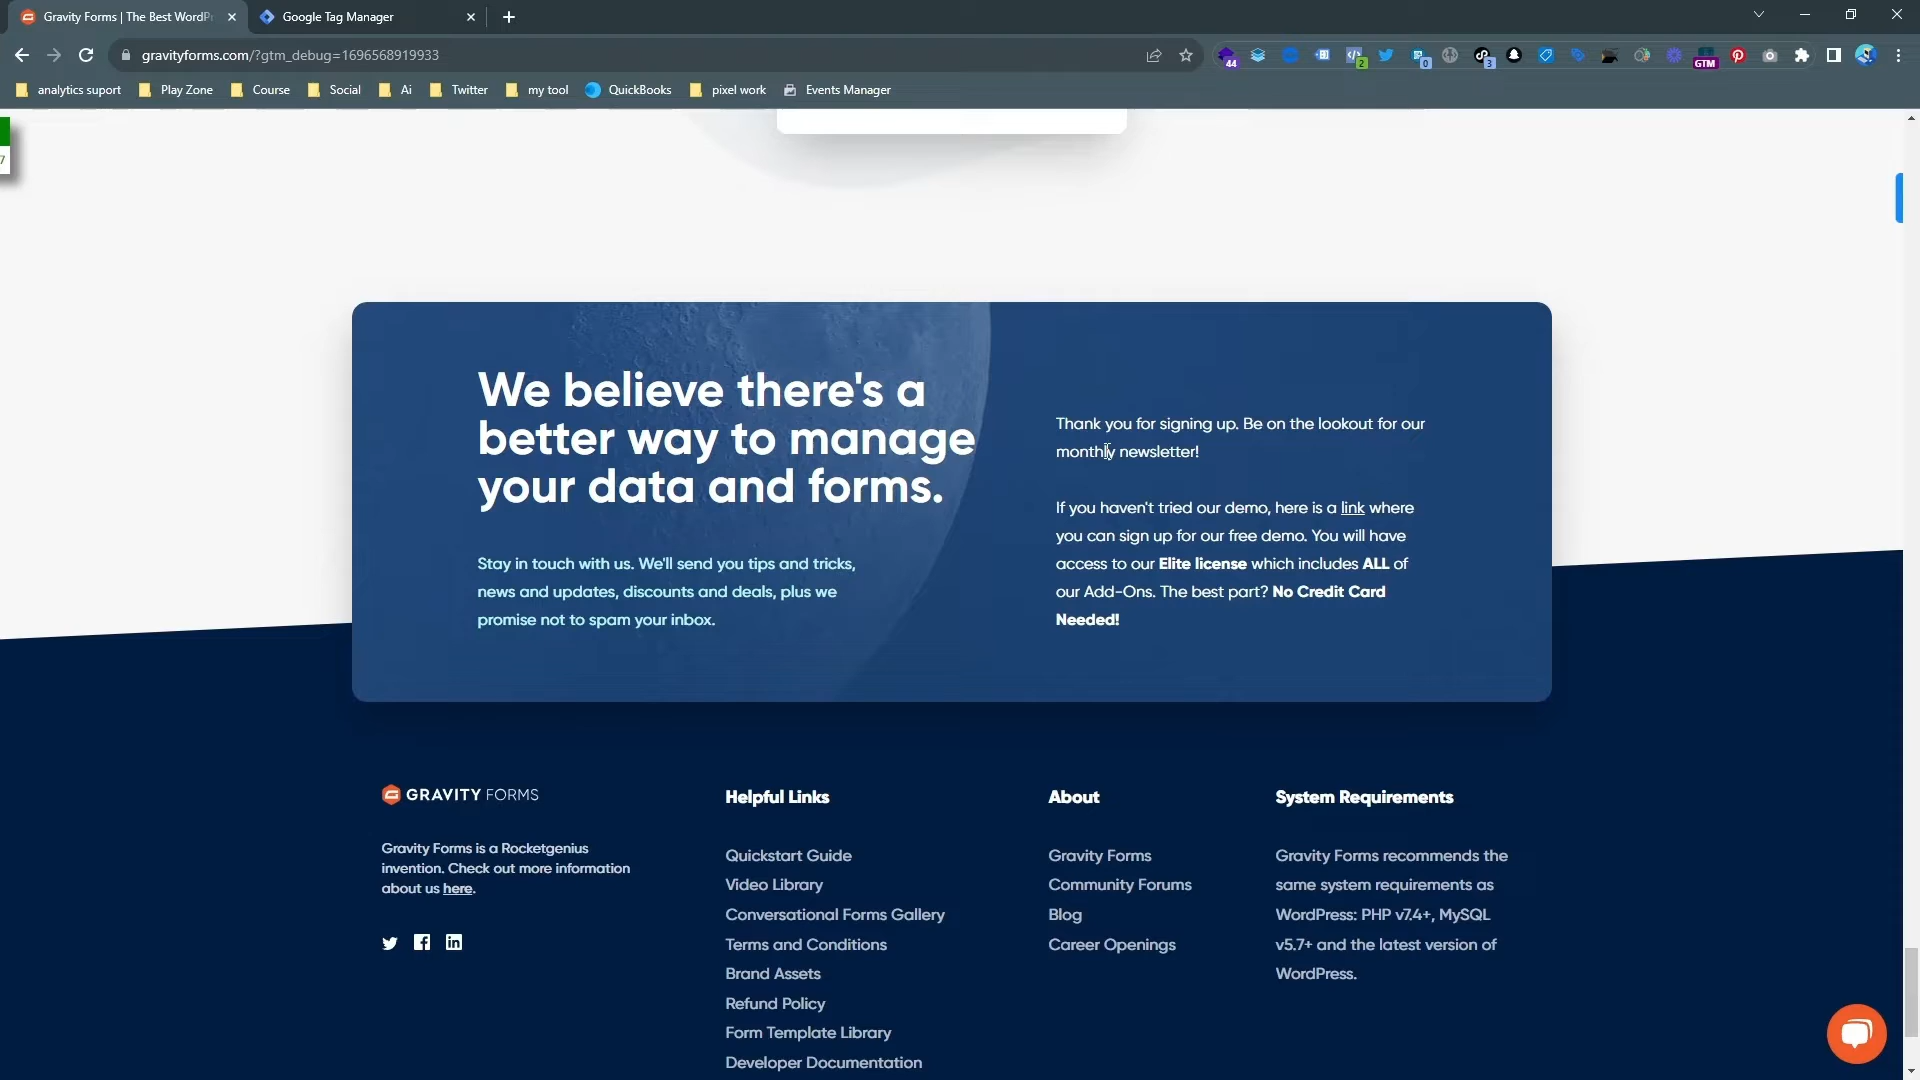 Gravity Forms | The Best WordPr
Google Tag Manager
gravityforms.com/?gtm_debug=1696568919933
44
2
0
3
GTM
analytics suport
Play Zone
Course
Social
Ai
Twitter
my tool
QuickBooks
pixel work
Events Manager
7
We believe there's a
better way to manage
your data and forms.
Stay in touch with us. We'll send you tips and tricks,
news and updates, discounts and deals, plus we
promise not to spam your inbox.
Thank you for signing up. Be on the lookout for our
monthly newsletter!
If you haven't tried our demo, here is a link where
you can sign up for our free demo. You will have
access to our Elite license which includes ALL of
our Add-Ons. The best part? No Credit Card
Needed!
GRAVITY FORMS
Gravity Forms is a Rocketgenius
invention. Check out more information
about us here.
Helpful Links
Quickstart Guide
Video Library
Conversational Forms Gallery
Terms and Conditions
Brand Assets
Refund Policy
Form Template Library
Developer Documentation
About
Gravity Forms
Community Forums
Blog
Career Openings
System Requirements
Gravity Forms recommends the
same system requirements as
WordPress: PHP v7.4+, MySQL
v5.7+ and the latest version of
WordPress.